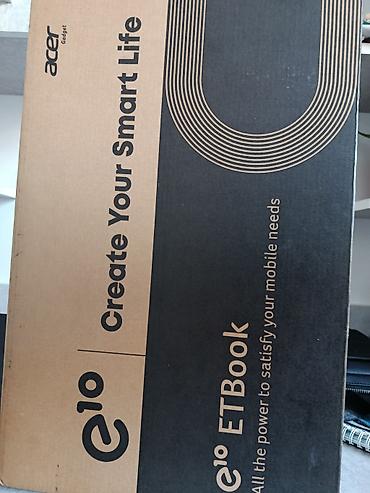 acer
Gadget
e10 | Create Your Smart Life
e10 ETBook
All the power to satisfy your mobile needs